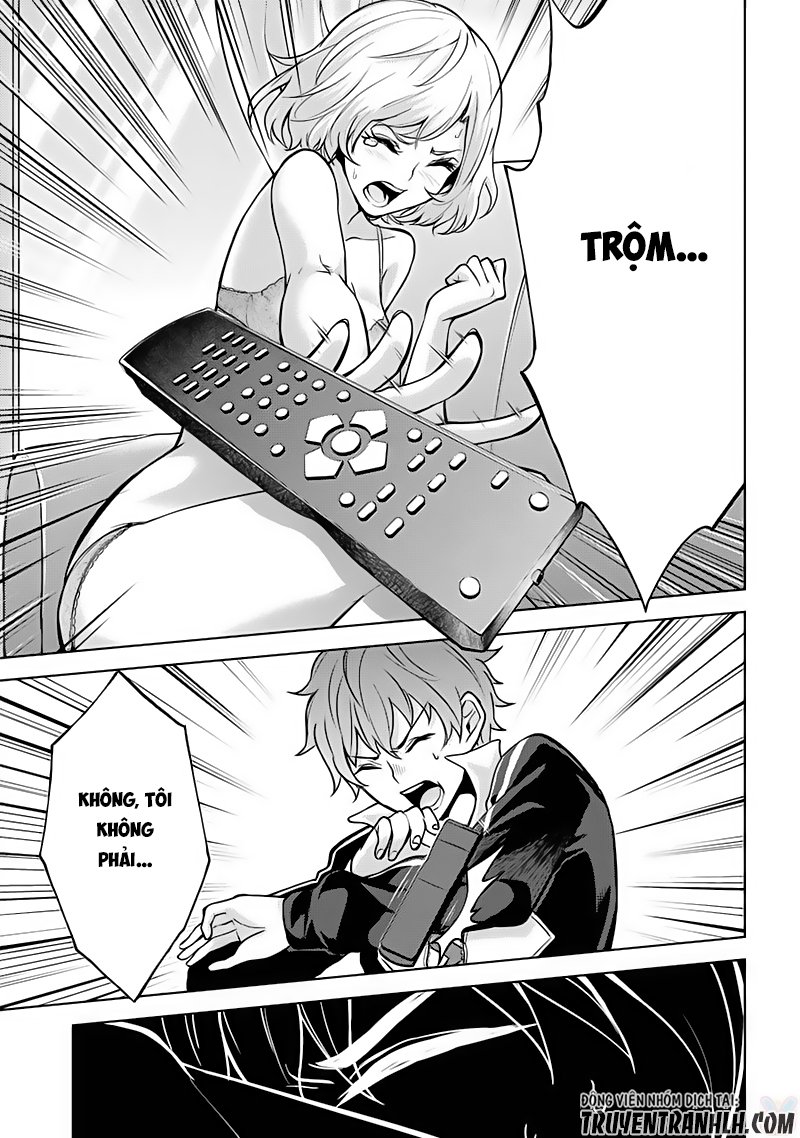 TRỘM...
KHÔNG, TÔI
KHÔNG
PHẢI...
ĐỘNG VIÊN NHÓM DỊCH TẠI:
TRUYENTRANHLH.COM